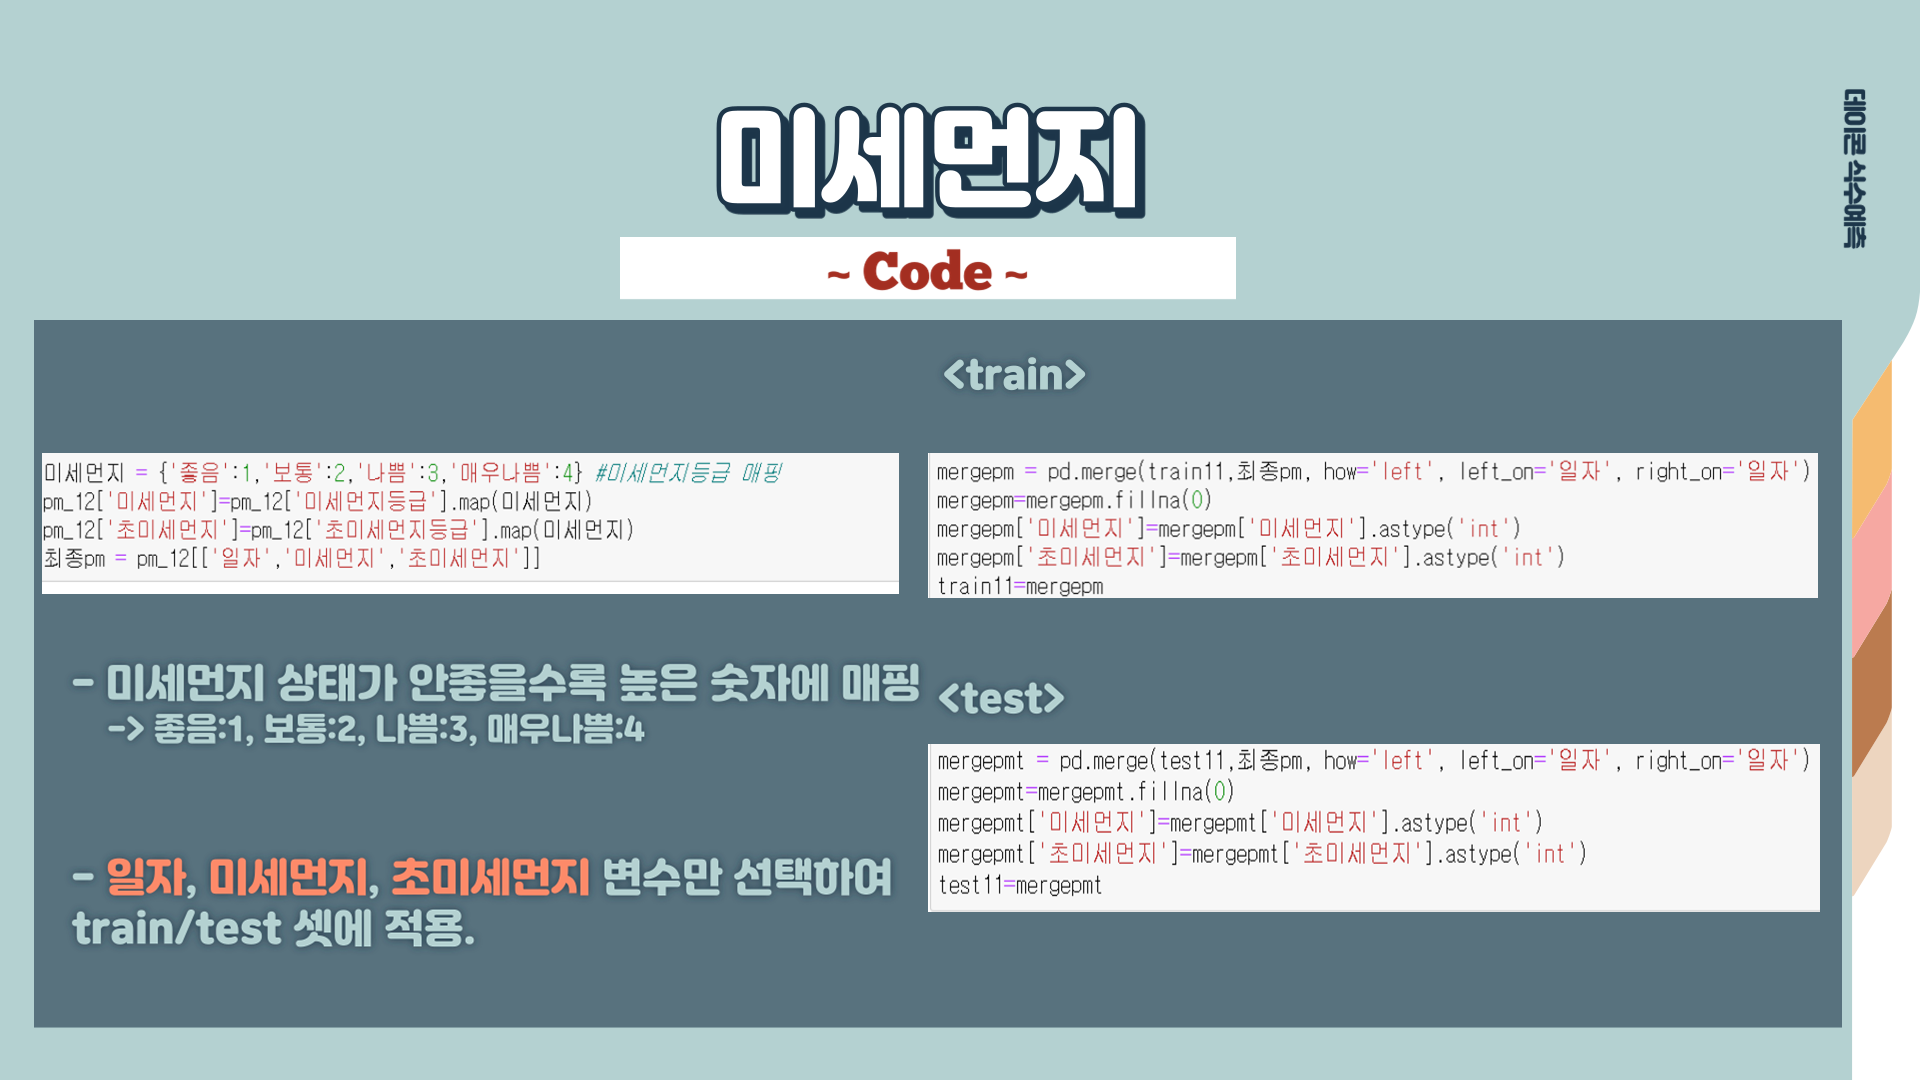 미세먼지
~ Code ~
데이콘 식수예측
미세먼지 = {'좋음':1,'보통':2,'나쁨':3,'매우나쁨':4} #미세먼지등급 매핑
pm_12['미세먼지']=pm_12['미세먼지등급'].map(미세먼지)
pm_12['초미세먼지']=pm_12['초미세먼지등급'].map(미세먼지)
최종pm = pm_12[['일자','미세먼지','초미세먼지']]
- 미세먼지 상태가 안좋을수록 높은 숫자에 매핑
-> 좋음:1, 보통:2, 나쁨:3, 매우나쁨:4
- 일자, 미세먼지, 초미세먼지 변수만 선택하여
train/test 셋에 적용.
<train>
mergepm = pd.merge(train11,최종pm, how='left', left_on='일자', right_on='일자')
mergepm=mergepm.fillna(0)
mergepm['미세먼지']=mergepm['미세먼지'].astype('int')
mergepm['초미세먼지']=mergepm['초미세먼지'].astype('int')
train11=mergepm
<test>
mergepmt = pd.merge(test11,최종pm, how='left', left_on='일자', right_on='일자')
mergepmt=mergepmt.fillna(0)
mergepmt['미세먼지']=mergepmt['미세먼지'].astype('int')
mergepmt['초미세먼지']=mergepmt['초미세먼지'].astype('int')
test11=mergepmt